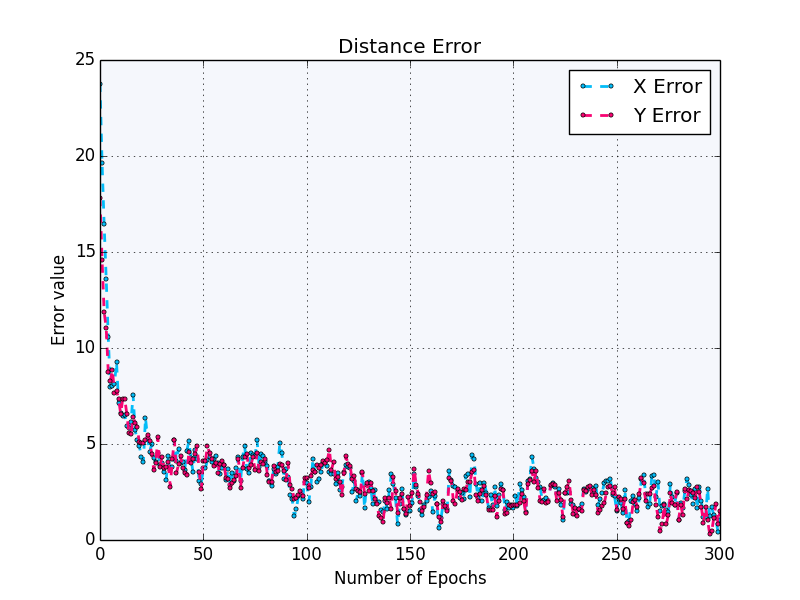 Distance Error
X Error
Y Error
Error value
25
20
15
10
5
0
0 50 100 150 200 250 300
Number of Epochs